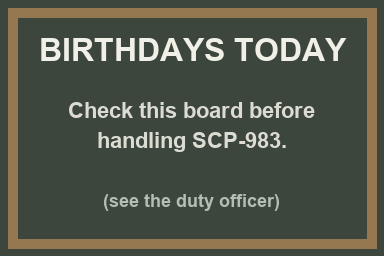 BIRTHDAYS TODAY
Check this board before
handling SCP-983.
(see the duty officer)